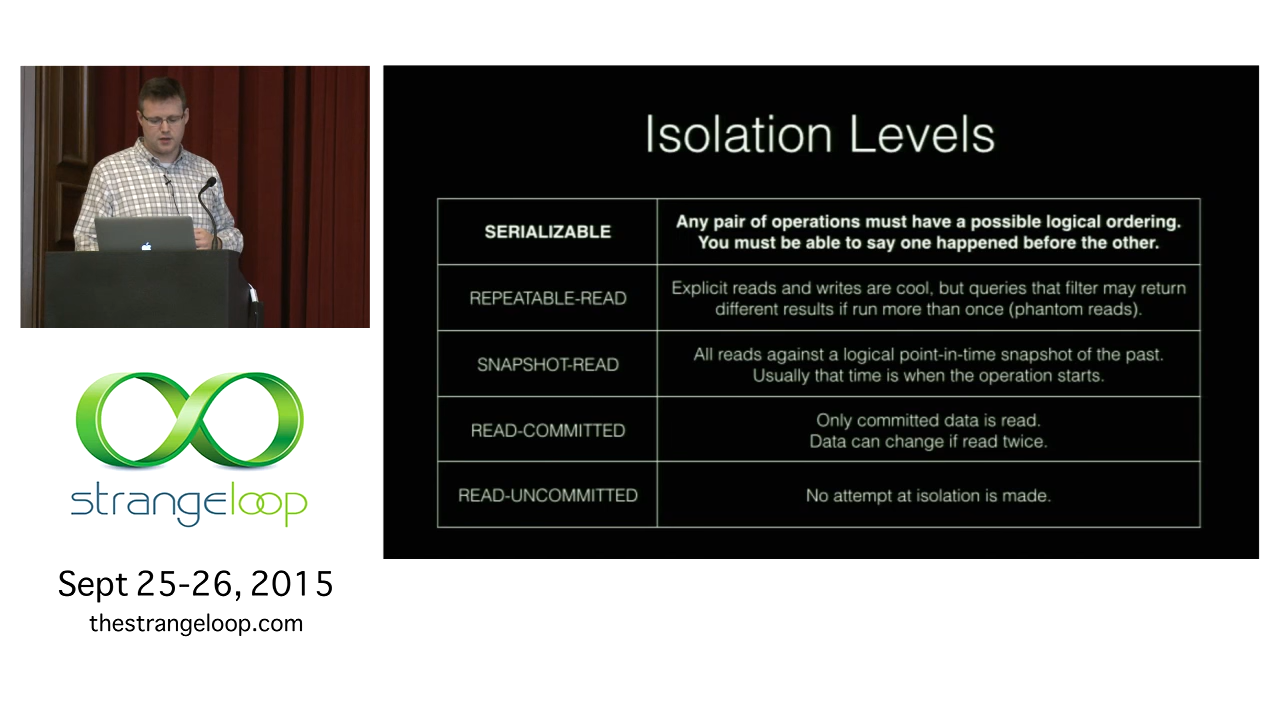 Isolation Levels
SERIALIZABLE
Any pair of operations must have a possible logical ordering.
You must be able to say one happened before the other.
REPEATABLE-READ
Explicit reads and writes are cool, but queries that filter may return
different results if run more than once (phantom reads).
SNAPSHOT-READ
All reads against a logical point-in-time snapshot of the past.
Usually that time is when the operation starts.
READ-COMMITTED
Only committed data is read.
Data can change if read twice.
READ-UNCOMMITTED
No attempt at isolation is made.
strangeloop
Sept 25-26, 2015
thestrangeloop.com